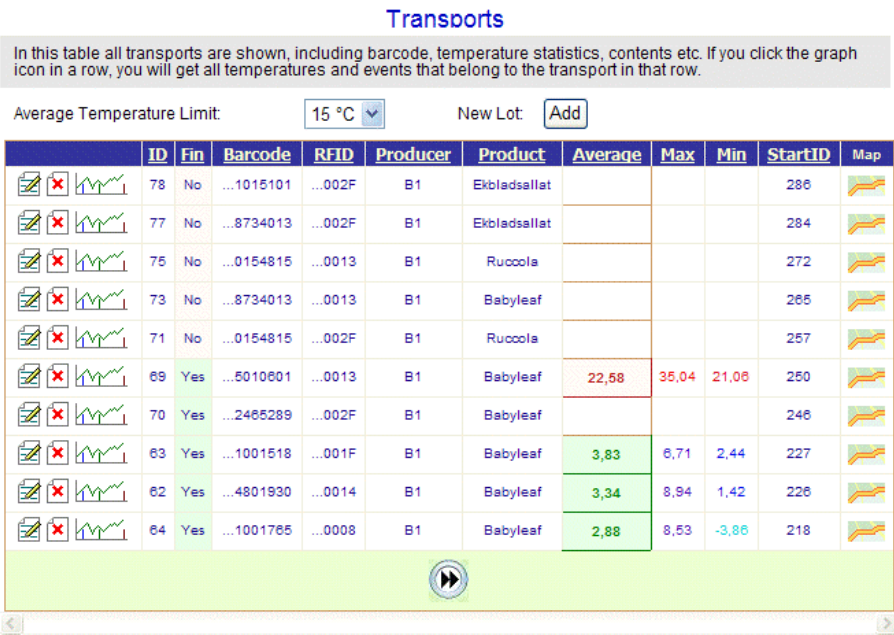 Transports
In this table all transports are shown, including barcode, temperature statistics, contents etc. If you click the graph
icon in a row, you will get all temperatures and events that belong to the transport in that row.
Average Temperature Limit: 15 °C New Lot: Add
ID Fin Barcode RFID Producer Product Average Max Min StartID Map
78 No ...1015101 ...002F B1 Ekbladsallat 286
77 No ...8734013 ...002F B1 Ekbladsallat 284
75 No ...0154815 ...0013 B1 Ruccola 272
73 No ...8734013 ...0013 B1 Babyleaf 265
71 No ...0154815 ...002F B1 Ruccola 257
69 Yes ...5010601 ...0013 B1 Babyleaf 22,58 35,04 21,06 250
70 Yes ...2465289 ...002F B1 Babyleaf 246
63 Yes ...1001518 ...001F B1 Babyleaf 3,83 6,71 2,44 227
62 Yes ...4801930 ...0014 B1 Babyleaf 3,34 8,94 1,42 226
64 Yes ...1001765 ...0008 B1 Babyleaf 2,88 8,53 -3,86 218